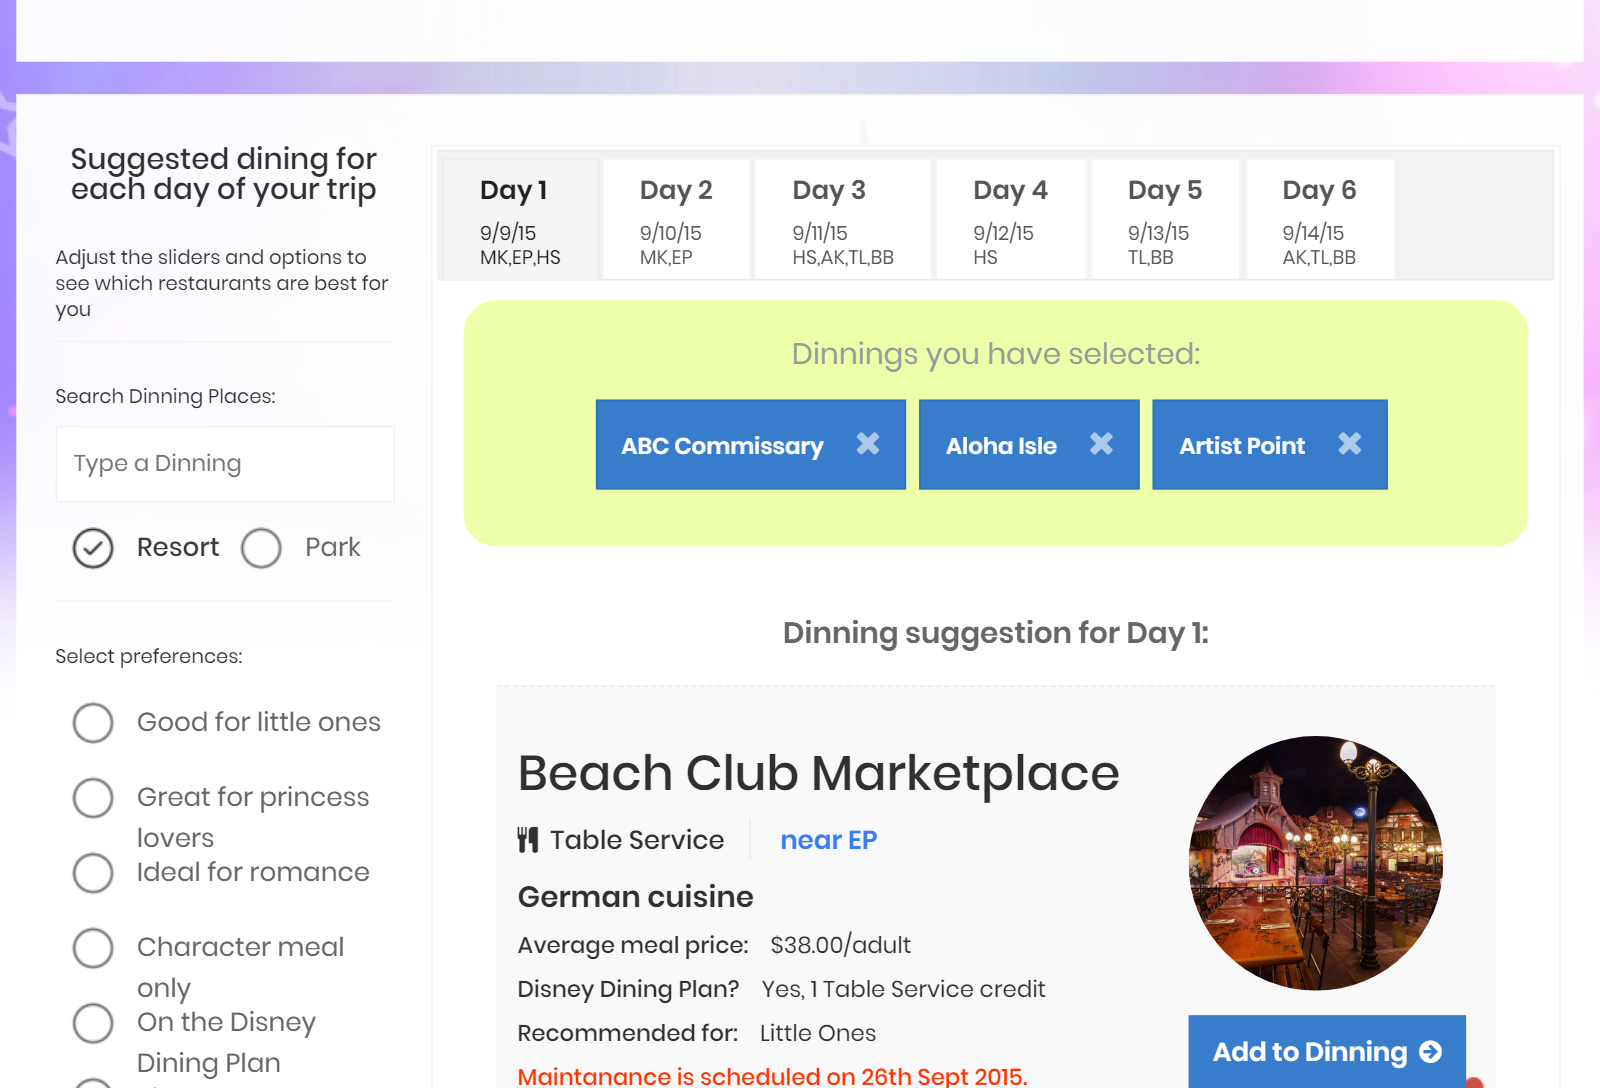 Suggested dining for
each day of your trip
Adjust the sliders and options to
see which restaurants are best for
you
Search Dinning Places:
Type a Dinning
Resort
Park
Select preferences:
Good for little ones
Great for princess
lovers
Ideal for romance
Character meal
only
On the Disney
Dining Plan
Day 1
9/9/15
MK,EP,HS
Day 2
9/10/15
MK,EP
Day 3
9/11/15
HS,AK,TL,BB
Day 4
9/12/15
HS
Day 5
9/13/15
TL,BB
Day 6
9/14/15
AK,TL,BB
Dinnings you have selected:
ABC Commissary
Aloha Isle
Artist Point
Dinning suggestion for Day 1:
Beach Club Marketplace
Table Service
near EP
German cuisine
Average meal price: $38.00/adult
Disney Dining Plan? Yes, 1 Table Service credit
Recommended for: Little Ones
Maintanance is scheduled on 26th Sept 2015.
Add to Dinning